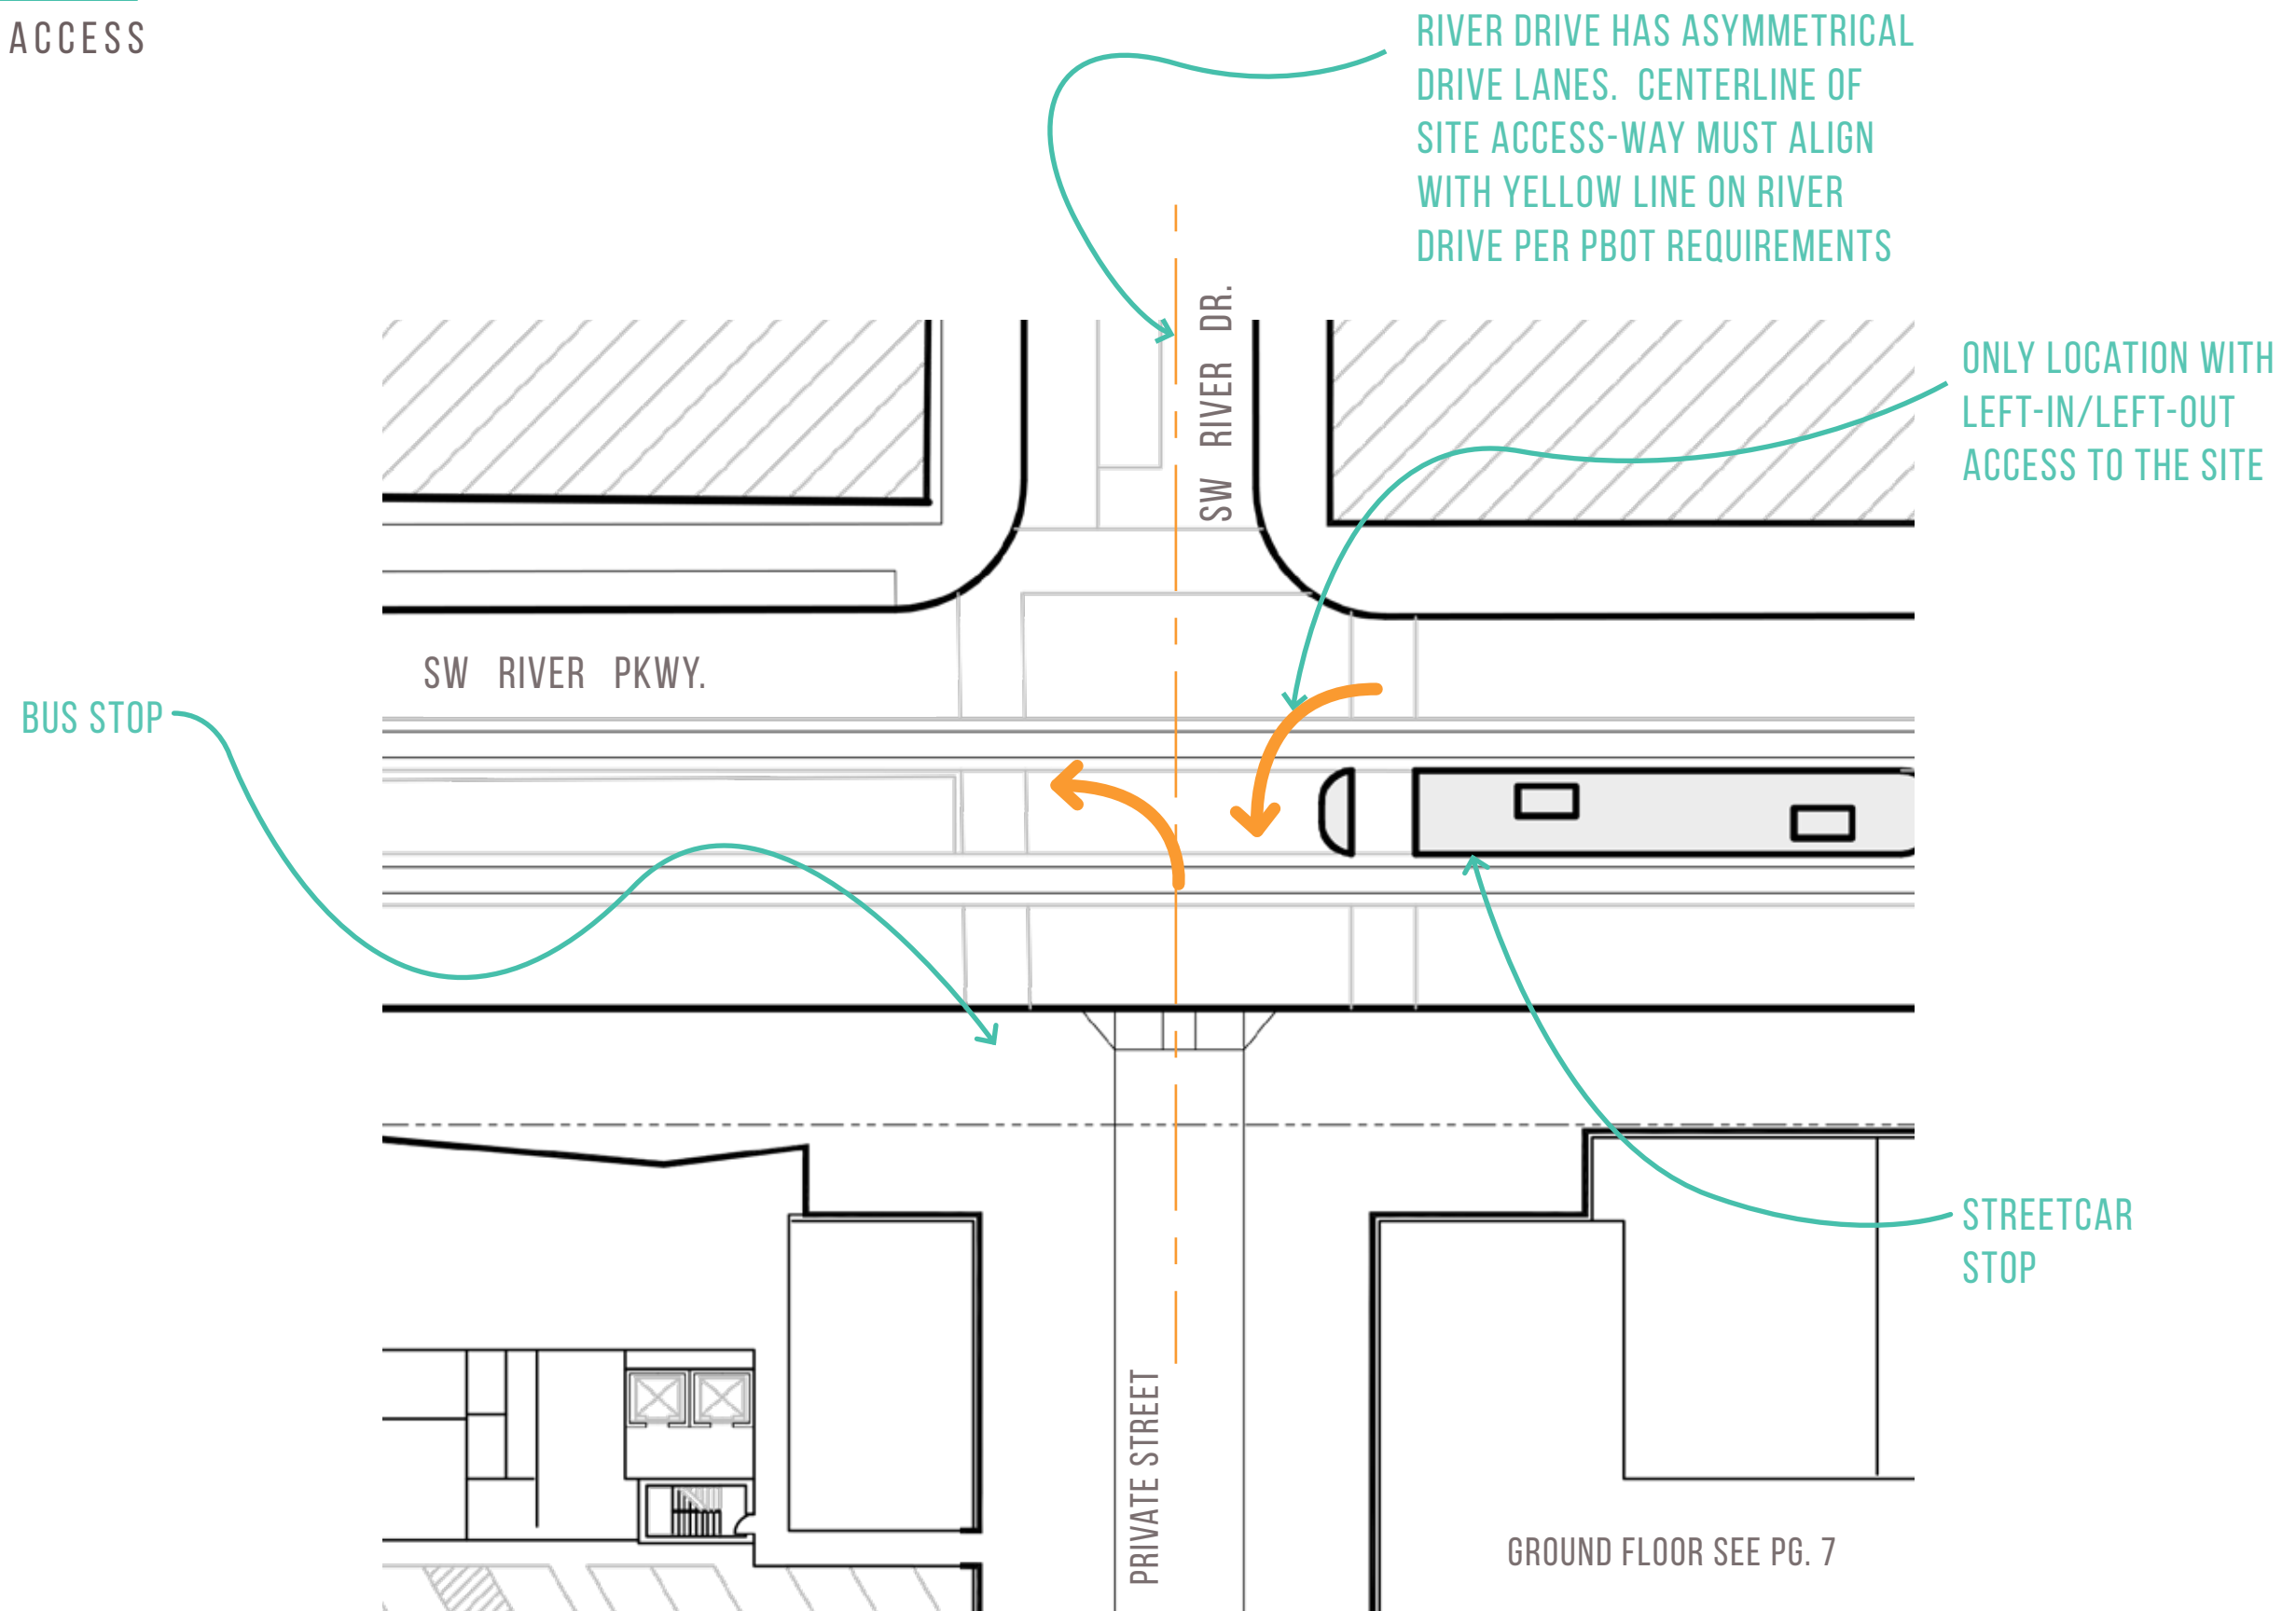 ACCESS
RIVER DRIVE HAS ASYMMETRICAL
DRIVE LANES. CENTERLINE OF
SITE ACCESS-WAY MUST ALIGN
WITH YELLOW LINE ON RIVER
DRIVE PER PBOT REQUIREMENTS
SW RIVER DR.
ONLY LOCATION WITH
LEFT-IN/LEFT-OUT
ACCESS TO THE SITE
SW RIVER PKWY.
BUS STOP
STREETCAR
STOP
PRIVATE STREET
GROUND FLOOR SEE PG. 7